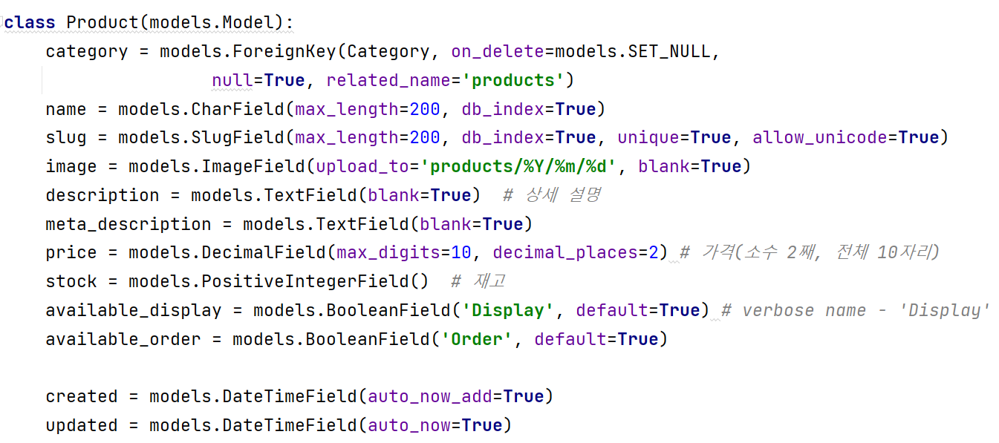 class Product(models.Model):
    category = models.ForeignKey(Category, on_delete=models.SET_NULL,
                null=True, related_name='products')
    name = models.CharField(max_length=200, db_index=True)
    slug = models.SlugField(max_length=200, db_index=True, unique=True, allow_unicode=True)
    image = models.ImageField(upload_to='products/%Y/%m/%d', blank=True)
    description = models.TextField(blank=True)  # 상세 설명
    meta_description = models.TextField(blank=True)
    price = models.DecimalField(max_digits=10, decimal_places=2) # 가격(소수 2째, 전체 10자리)
    stock = models.PositiveIntegerField()  # 재고
    available_display = models.BooleanField('Display', default=True) # verbose name - 'Display'
    available_order = models.BooleanField('Order', default=True)

    created = models.DateTimeField(auto_now_add=True)
    updated = models.DateTimeField(auto_now=True)